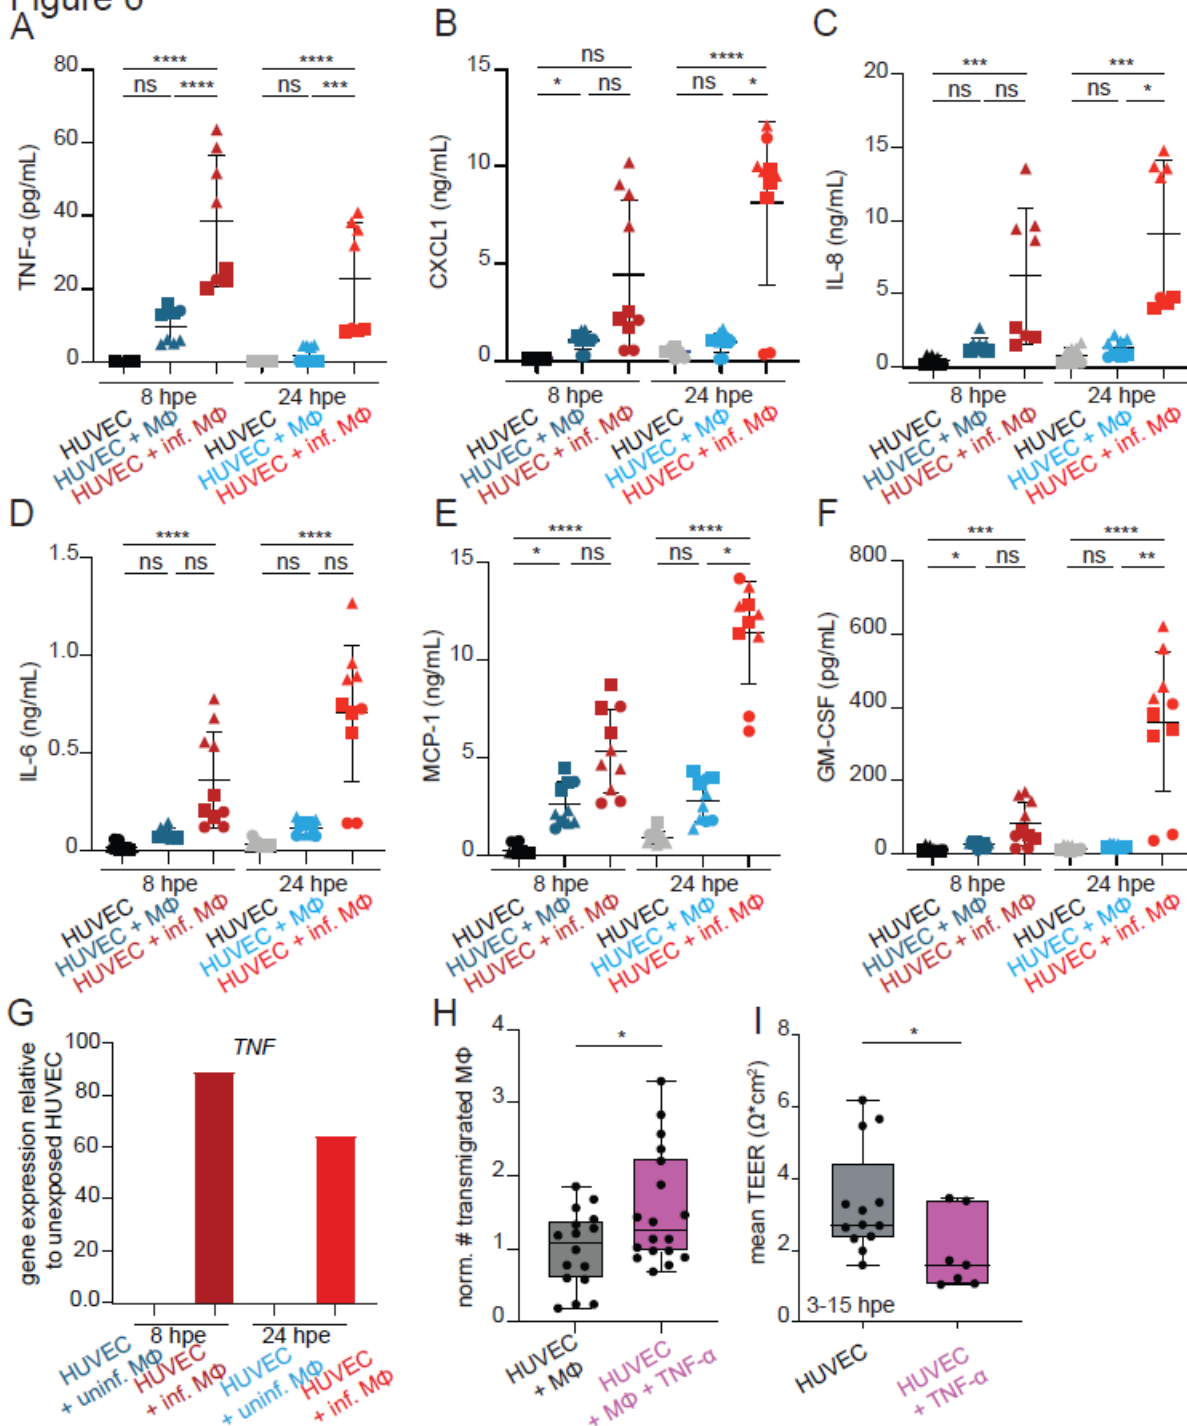 Figure 6
A
B
C
****
ns
****
****
ns
***
TNF-α (pg/mL)
80
60
40
20
0
8 hpe
24 hpe
HUVEC
HUVEC + MΦ
HUVEC + inf. MΦ
HUVEC
HUVEC + MΦ
HUVEC + inf. MΦ
ns
*
ns
****
ns
*
CXCL1 (ng/mL)
15
10
5
0
8 hpe
24 hpe
HUVEC
HUVEC + MΦ
HUVEC + inf. MΦ
HUVEC
HUVEC + MΦ
HUVEC + inf. MΦ
***
ns
ns
***
ns
*
IL-8 (ng/mL)
20
15
10
5
0
8 hpe
24 hpe
HUVEC
HUVEC + MΦ
HUVEC + inf. MΦ
HUVEC
HUVEC + MΦ
HUVEC + inf. MΦ
D
E
F
****
ns
ns
****
ns
ns
IL-6 (ng/mL)
1.5
1.0
0.5
0
8 hpe
24 hpe
HUVEC
HUVEC + MΦ
HUVEC + inf. MΦ
HUVEC
HUVEC + MΦ
HUVEC + inf. MΦ
****
*
ns
****
ns
*
MCP-1 (ng/mL)
15
10
5
0
8 hpe
24 hpe
HUVEC
HUVEC + MΦ
HUVEC + inf. MΦ
HUVEC
HUVEC + MΦ
HUVEC + inf. MΦ
***
*
ns
****
ns
**
GM-CSF (pg/mL)
800
600
400
200
0
8 hpe
24 hpe
HUVEC
HUVEC + MΦ
HUVEC + inf. MΦ
HUVEC
HUVEC + MΦ
HUVEC + inf. MΦ
G
H
I
TNF
gene expression relative
to unexposed HUVEC
100
80
60
40
20
0.0
8 hpe
24 hpe
HUVEC
+ uninf. MΦ
HUVEC
+ inf. MΦ
HUVEC
+ uninf. MΦ
HUVEC
+ inf. MΦ
*
norm. # transmigrated MΦ
4
3
2
1
0
HUVEC
+ MΦ
HUVEC
+ MΦ + TNF-α
*
mean TEER (Ω*cm²)
8
6
4
2
0
3-15 hpe
HUVEC
HUVEC
+ TNF-α